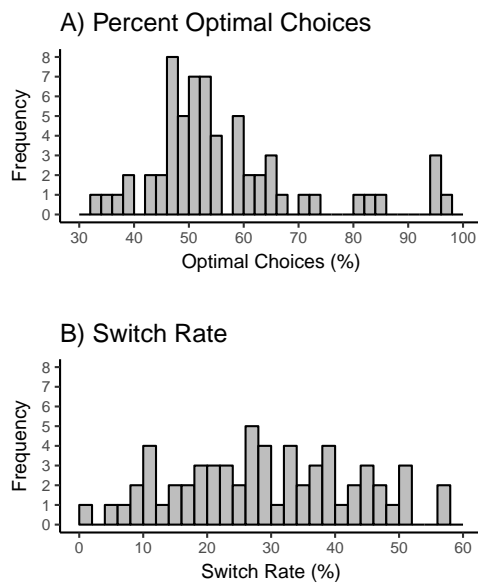 A) Percent Optimal Choices
8
7
6
5
4
3
2
1
0
Frequency
30 40 50 60 70 80 90 100
Optimal Choices (%)
B) Switch Rate
8
7
6
5
4
3
2
1
0
Frequency
0 10 20 30 40 50 60
Switch Rate (%)